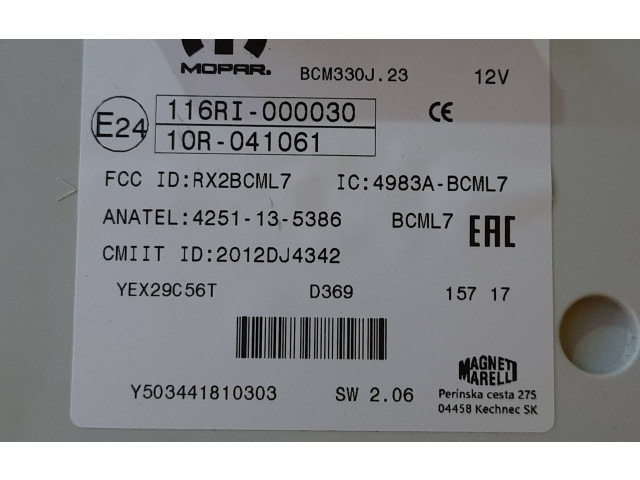 MOPAR. BCM330J.23 12V
E24 116RI-000030 CE
10R-041061
FCC ID:RX2BCML7 IC:4983A-BCML7
ANATEL:4251-13-5386 BCML7 EAC
CMIIT ID:2012DJ4342
YEX29C56T D369 157 17
Y503441810303 SW 2.06
MAGNETI
MARELLI
Perinska cesta 275
04458 Kechnec SK